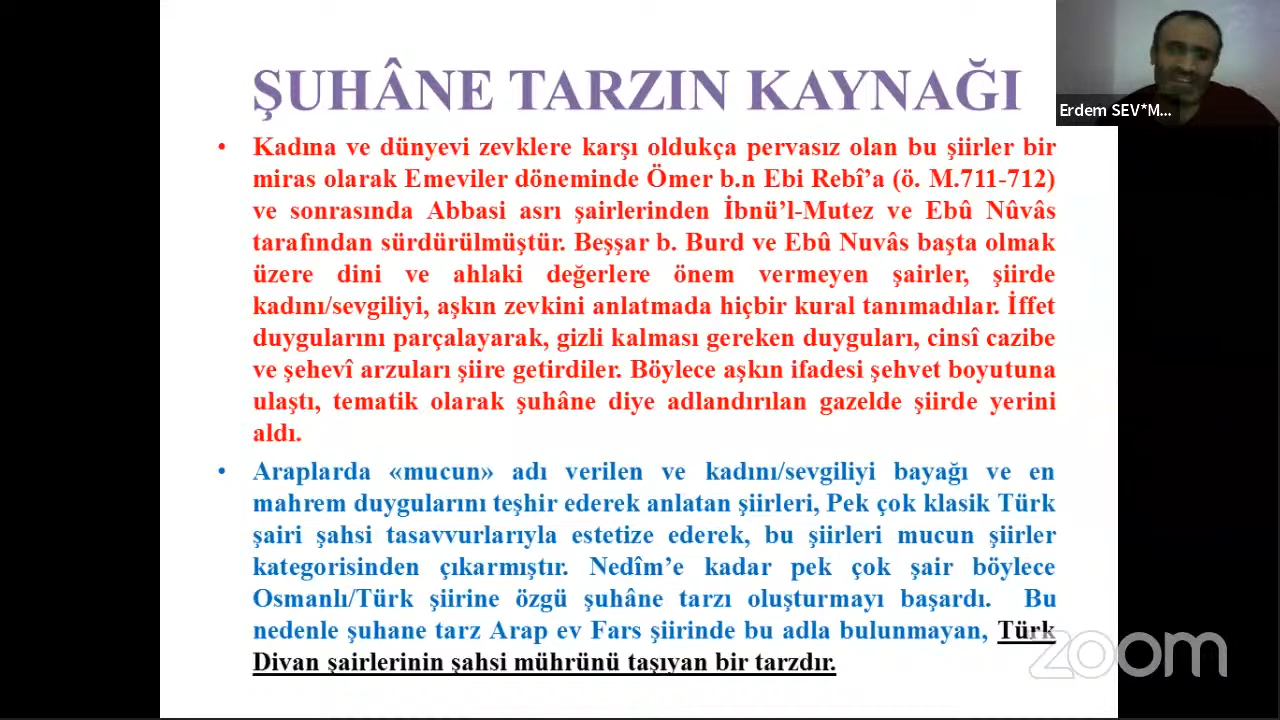 ŞUHÂNE TARZIN KAYNAĞI
Erdem SEV*M...
• Kadına ve dünyevi zevklere karşı oldukça pervasız olan bu şiirler bir
miras olarak Emeviler döneminde Ömer b.n Ebi Rebî’a (ö. M.711-712)
ve sonrasında Abbasi asrı şairlerinden İbnü’l-Mutez ve Ebû Nûvâs
tarafından sürdürülmüştür. Beşşar b. Burd ve Ebû Nuvâs başta olmak
üzere dini ve ahlaki değerlere önem vermeyen şairler, şiirde
kadını/sevgiliyi, aşkın zevkini anlatmada hiçbir kural tanımadılar. İffet
duygularını parçalayarak, gizli kalması gereken duyguları, cinsî cazibe
ve şehevî arzuları şiire getirdiler. Böylece aşkın ifadesi şehvet boyutuna
ulaştı, tematik olarak şuhâne diye adlandırılan gazelde şiirde yerini
aldı.
• Araplarda «mucun» adı verilen ve kadını/sevgiliyi bayağı ve en
mahrem duygularını teşhir ederek anlatan şiirleri, Pek çok klasik Türk
şairi şahsi tasavvurlarıyla estetize ederek, bu şiirleri mucun şiirler
kategorisinden çıkarmıştır. Nedîm’e kadar pek çok şair böylece
Osmanlı/Türk şiirine özgü şuhâne tarzı oluşturmayı başardı. Bu
nedenle şuhane tarz Arap ev Fars şiirinde bu adla bulunmayan, Türk
Divan şairlerinin şahsi mührünü taşıyan bir tarzdır.
zoom